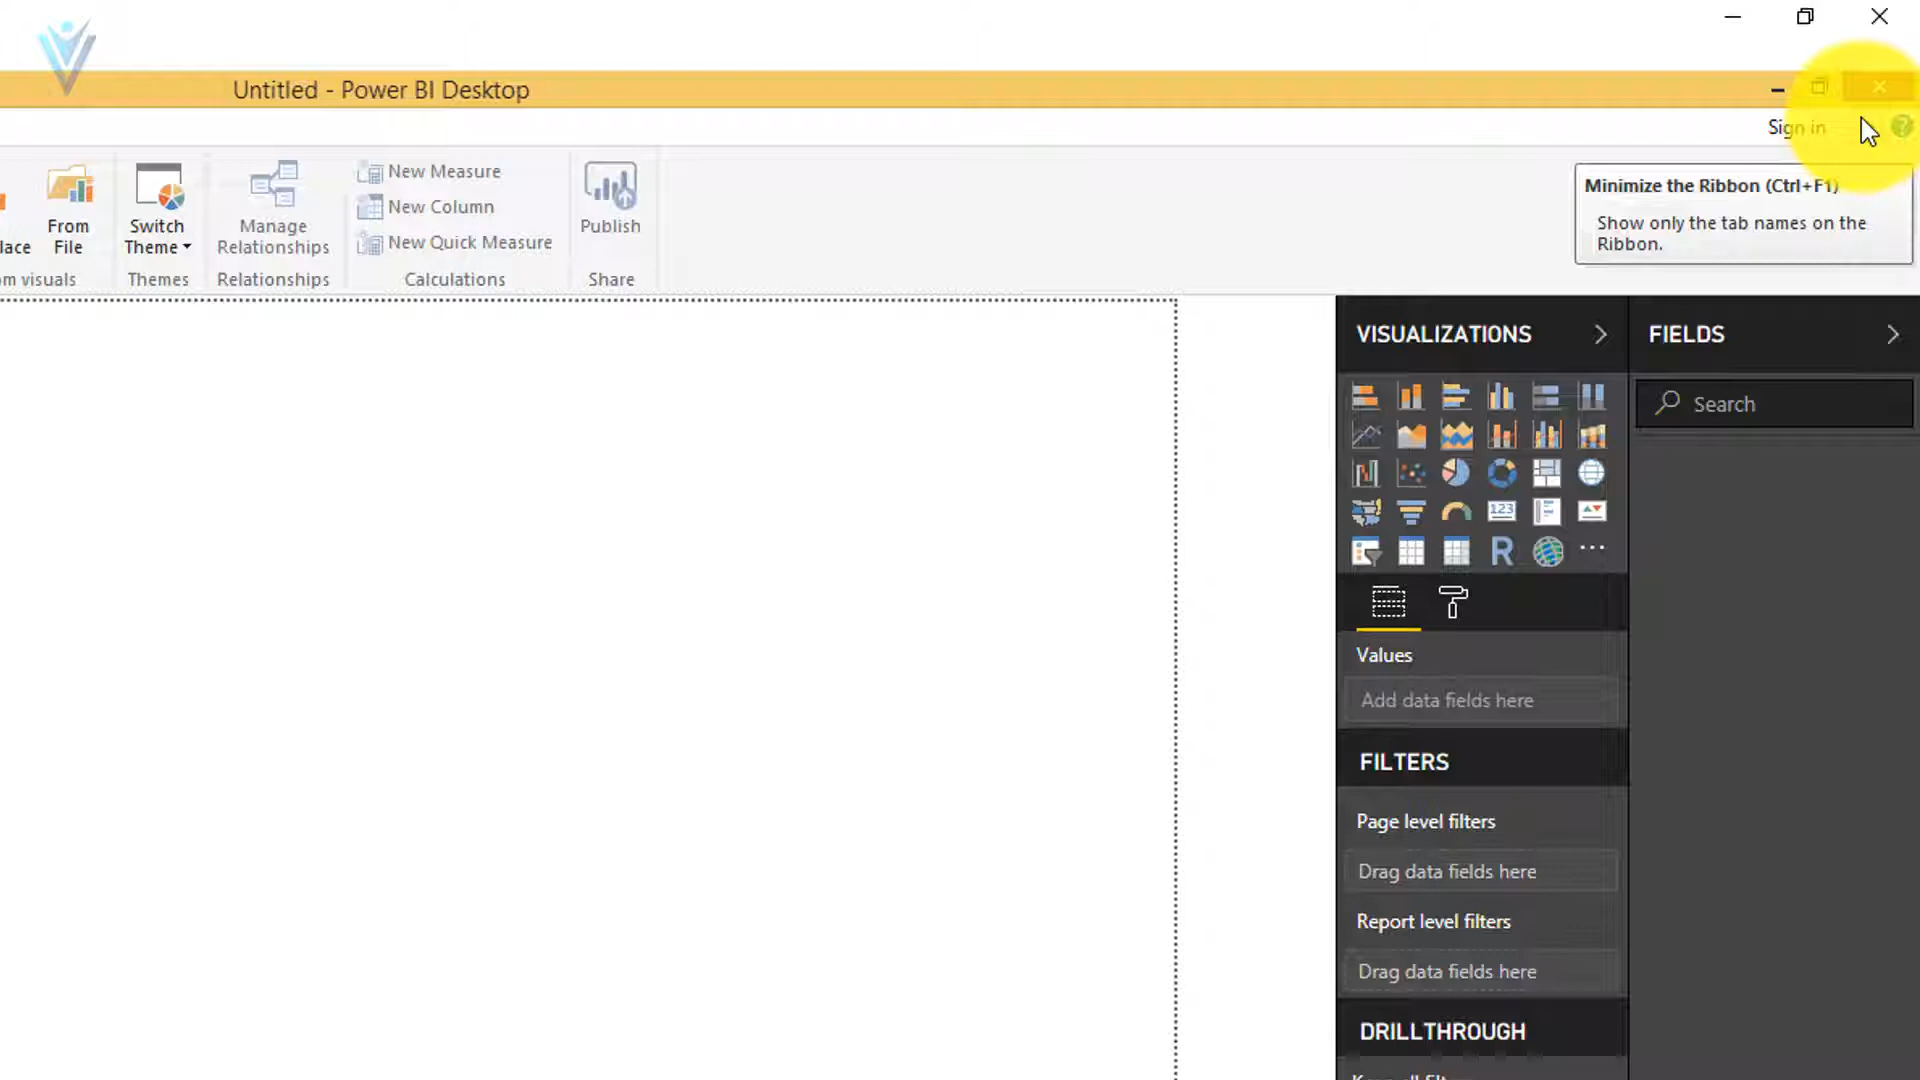 Untitled - Power BI Desktop
Sign in
From
File
Switch
Theme
Manage
Relationships
New Measure
New Column
New Quick Measure
Publish
lace
m visuals
Themes
Relationships
Calculations
Share
Minimize the Ribbon (Ctrl+F1)
Show only the tab names on the
Ribbon.
VISUALIZATIONS
FIELDS
Search
123
R
Values
Add data fields here
FILTERS
Page level filters
Drag data fields here
Report level filters
Drag data fields here
DRILLTHROUGH